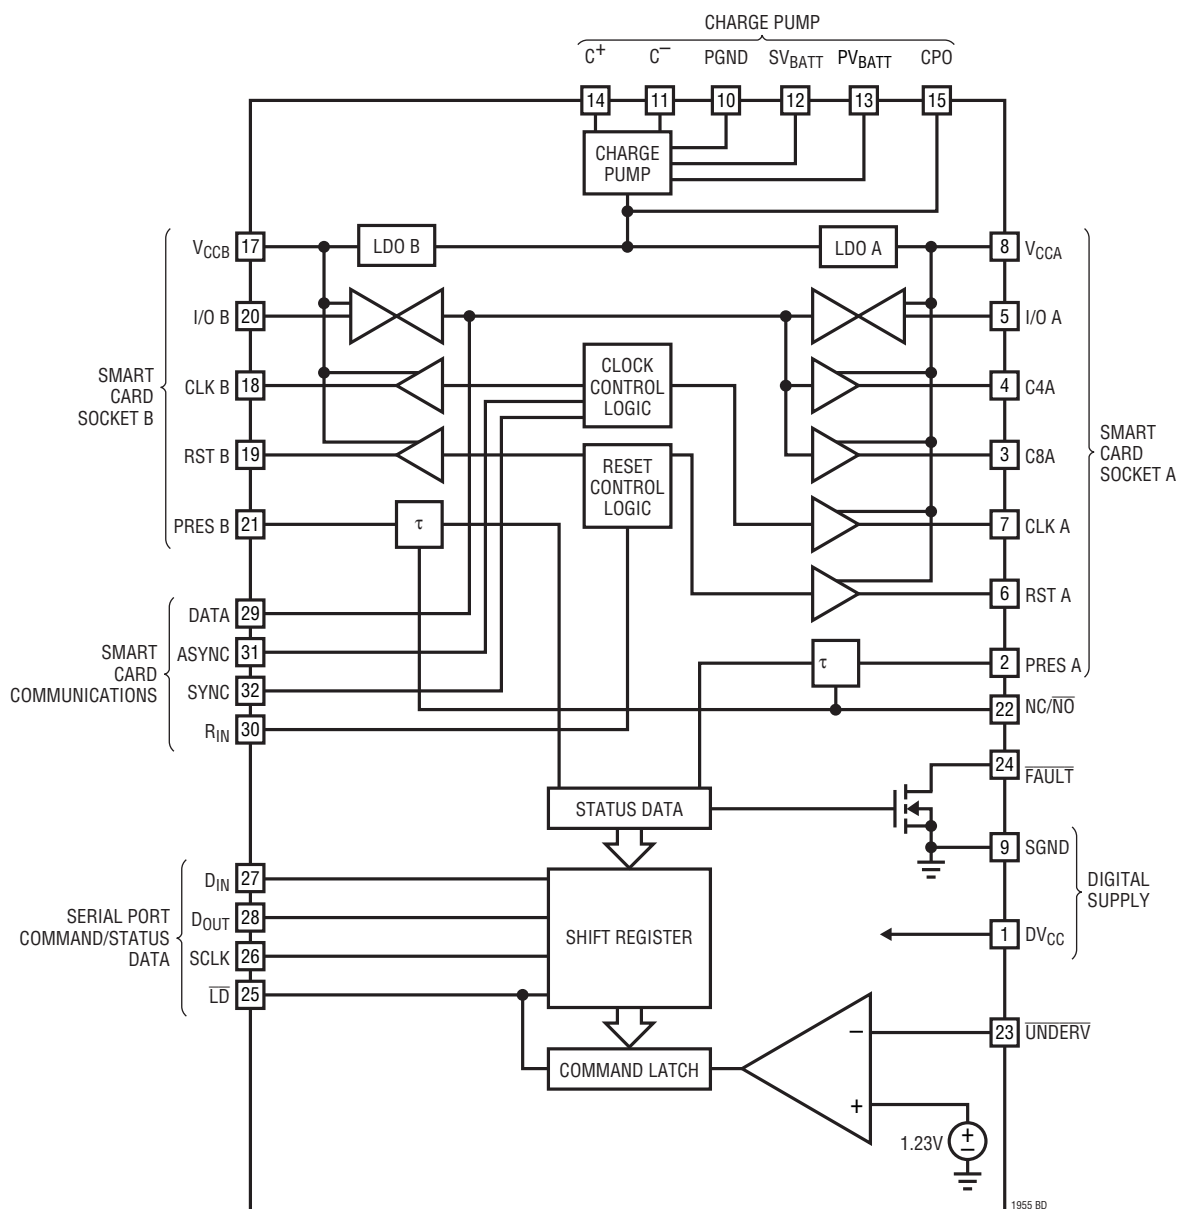 CHARGE PUMP
C+ C− PGND SVBATT PVBATT CPO
14 11 10 12 13 15
CHARGE
PUMP
VCCB 17 LDO B LDO A 8 VCCA
I/O B 20 5 I/O A
SMART
CARD
SOCKET B
CLK B 18 CLOCK
CONTROL
LOGIC
4 C4A
RST B 19 RESET
CONTROL
LOGIC
3 C8A
SMART
CARD
SOCKET A
PRES B 21 τ 7 CLK A
DATA 29 6 RST A
ASYNC 31
SMART
CARD
COMMUNICATIONS
τ 2 PRES A
SYNC 32
22 NC/N̅O̅
RIN 30
24 F̅A̅U̅L̅T̅
STATUS DATA
9 SGND
DIGITAL
SUPPLY
1 DVCC
DIN 27
SERIAL PORT
COMMAND/STATUS
DATA
DOUT 28 SHIFT REGISTER
SCLK 26
L̅D̅ 25
− 23 U̅N̅D̅E̅R̅V̅
COMMAND LATCH
+
1.23V + −
1955 BD